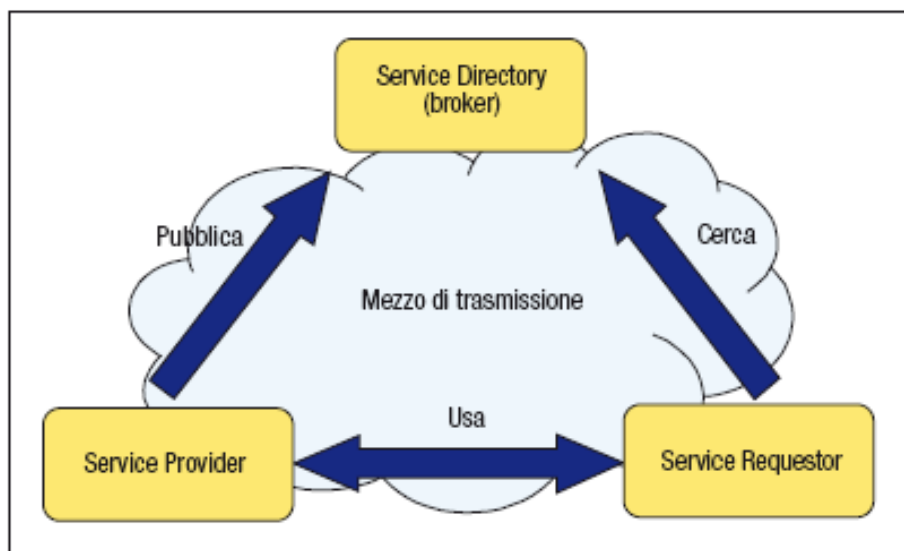 Service Directory
(broker)
Pubblica
Cerca
Mezzo di trasmissione
Usa
Service Provider
Service Requestor